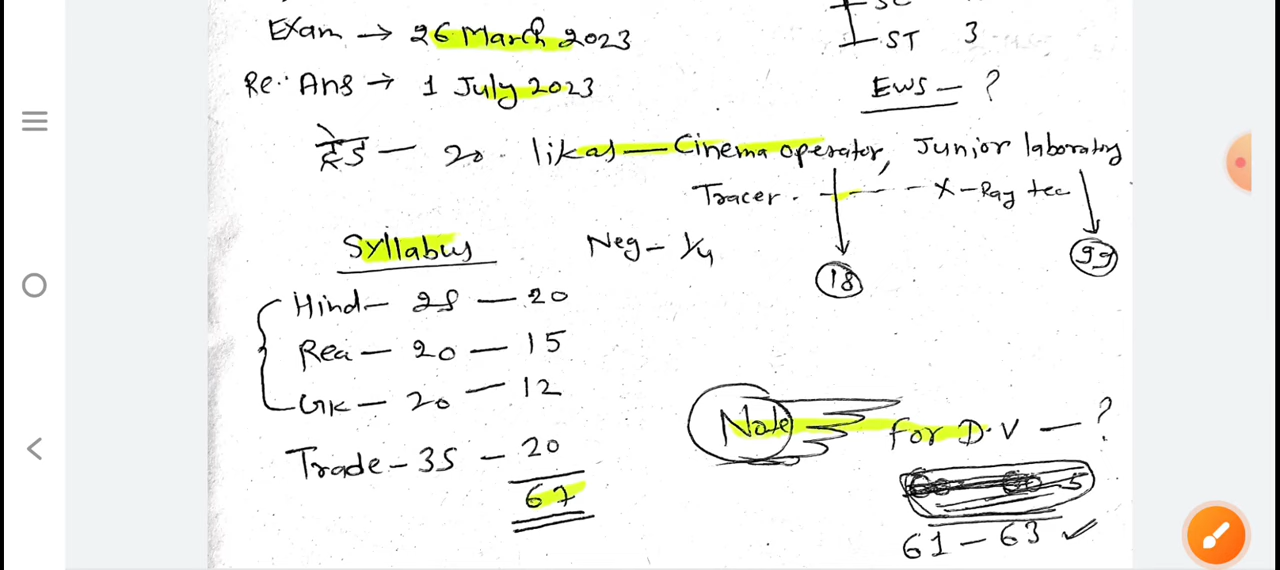 Exam → 26 March 2023
ST 3
Re. Ans → 1 July 2023
EWS — ?
ट्रेड — 20 likas — Cinema operator, Junior laboratory
Tracer. X-Ray tec
Syllabus Neg - 1/4
18
99
Hind - 25 — 20
Rea — 20 — 15
GK — 20 — 12
Note
for D.V — ?
Trade - 35 — 20
67
61 - 63 ✓